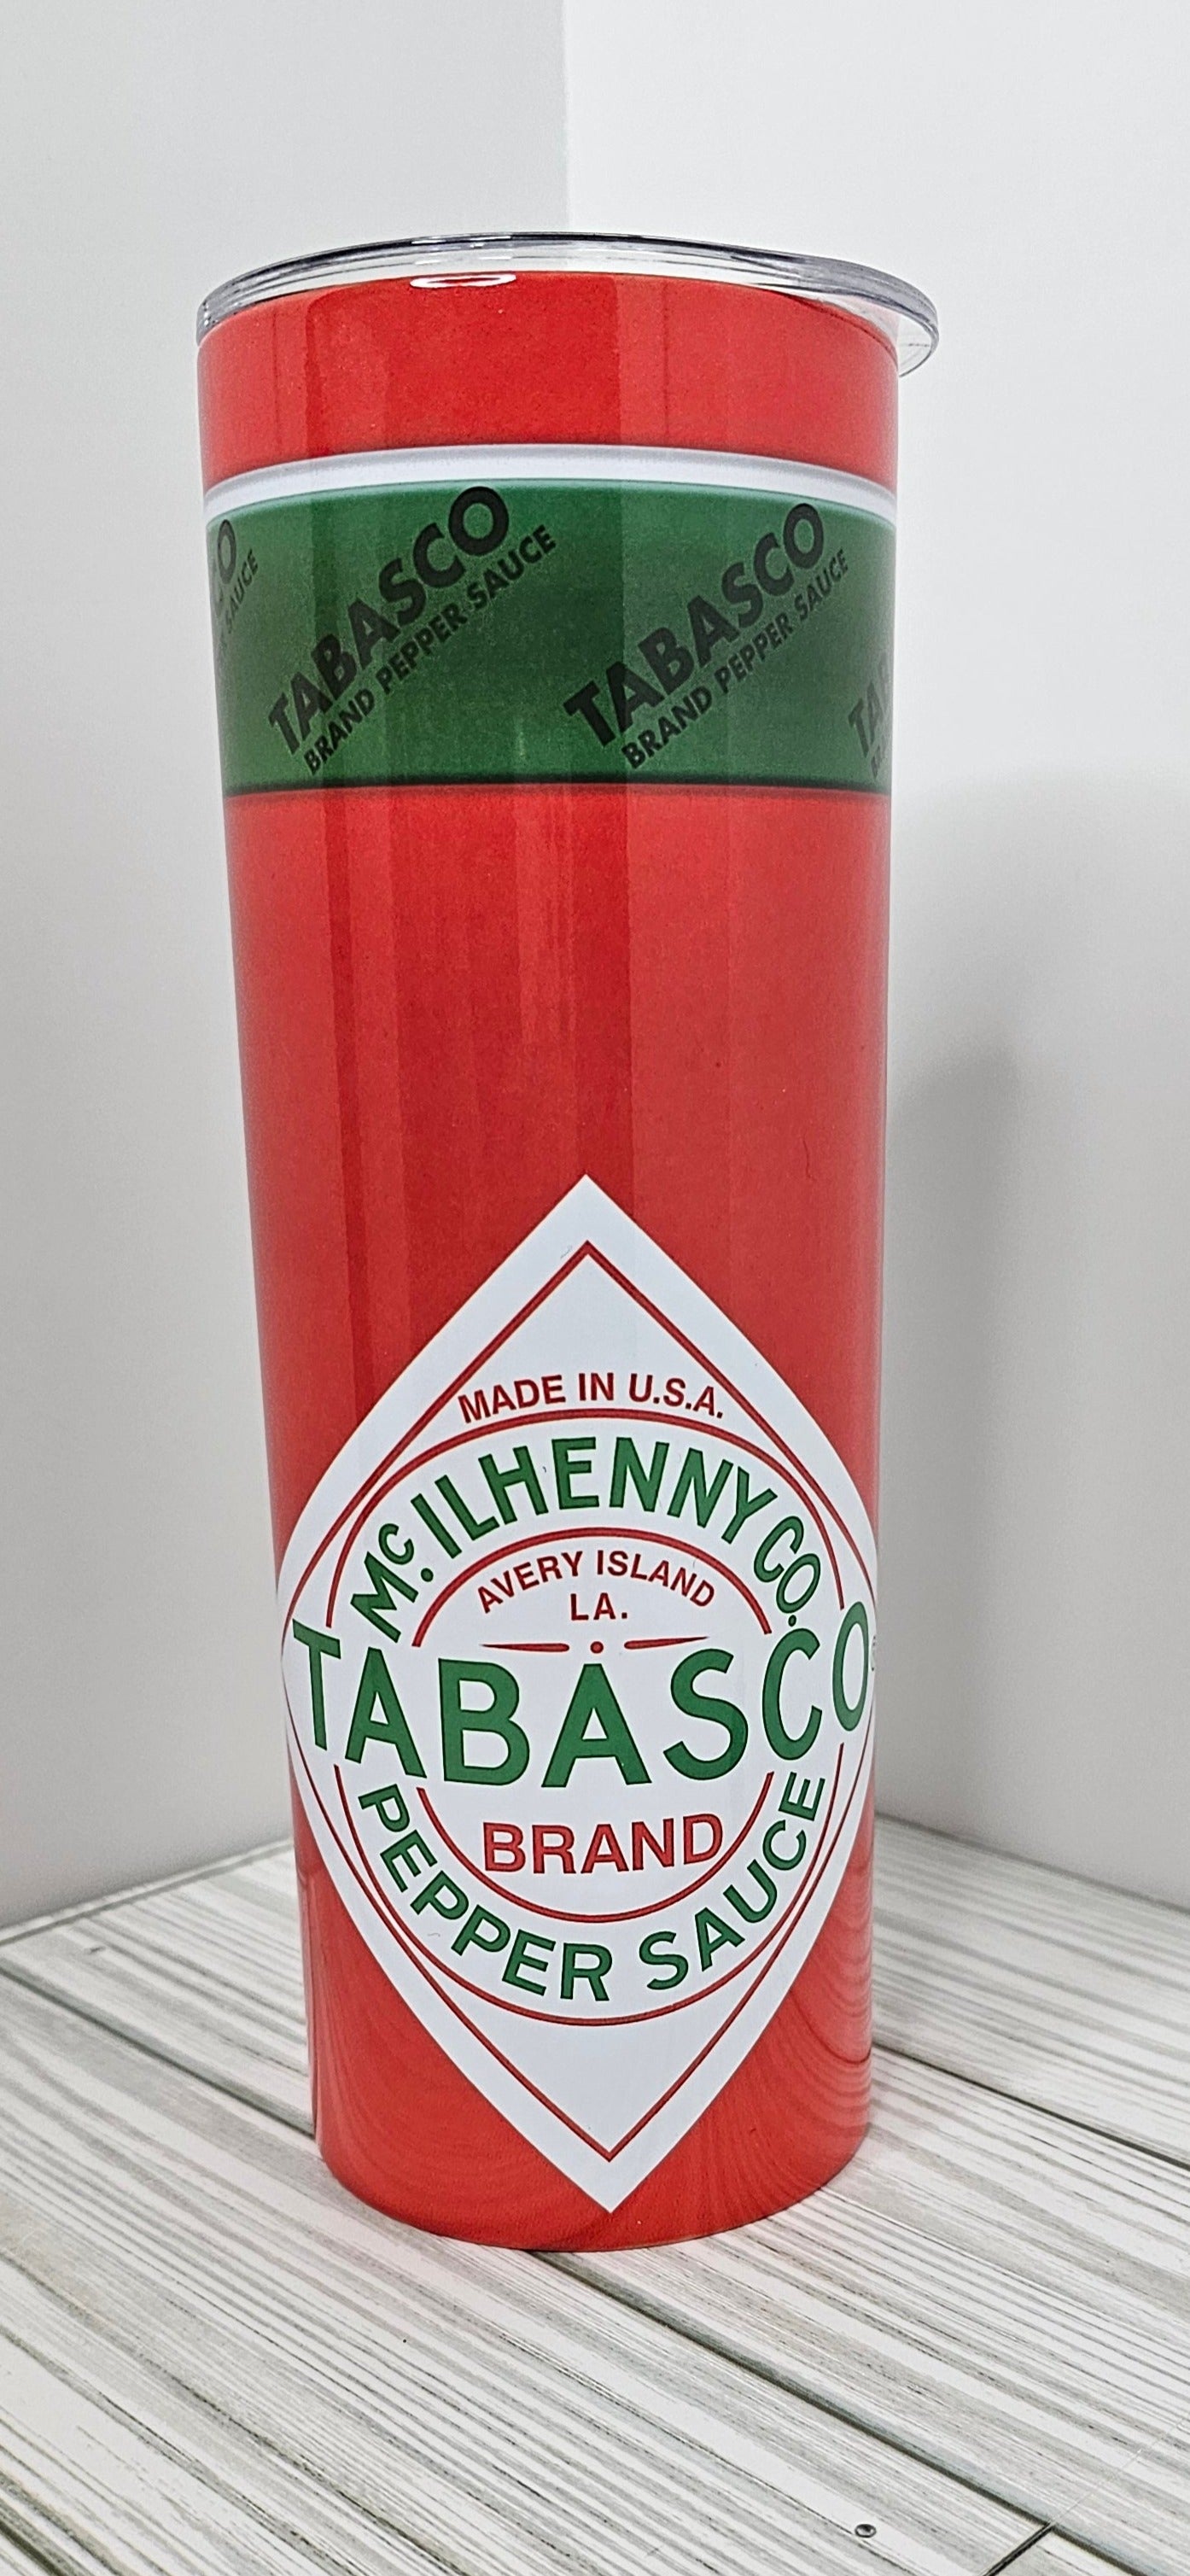 TABASCO
BRAND PEPPER SAUCE
TABASCO
BRAND PEPPER SAUCE
SAUCE
MADE IN U.S.A.
Mc. ILHENNY CO.
AVERY ISLAND
LA.
TABASCO
BRAND
PEPPER SAUCE